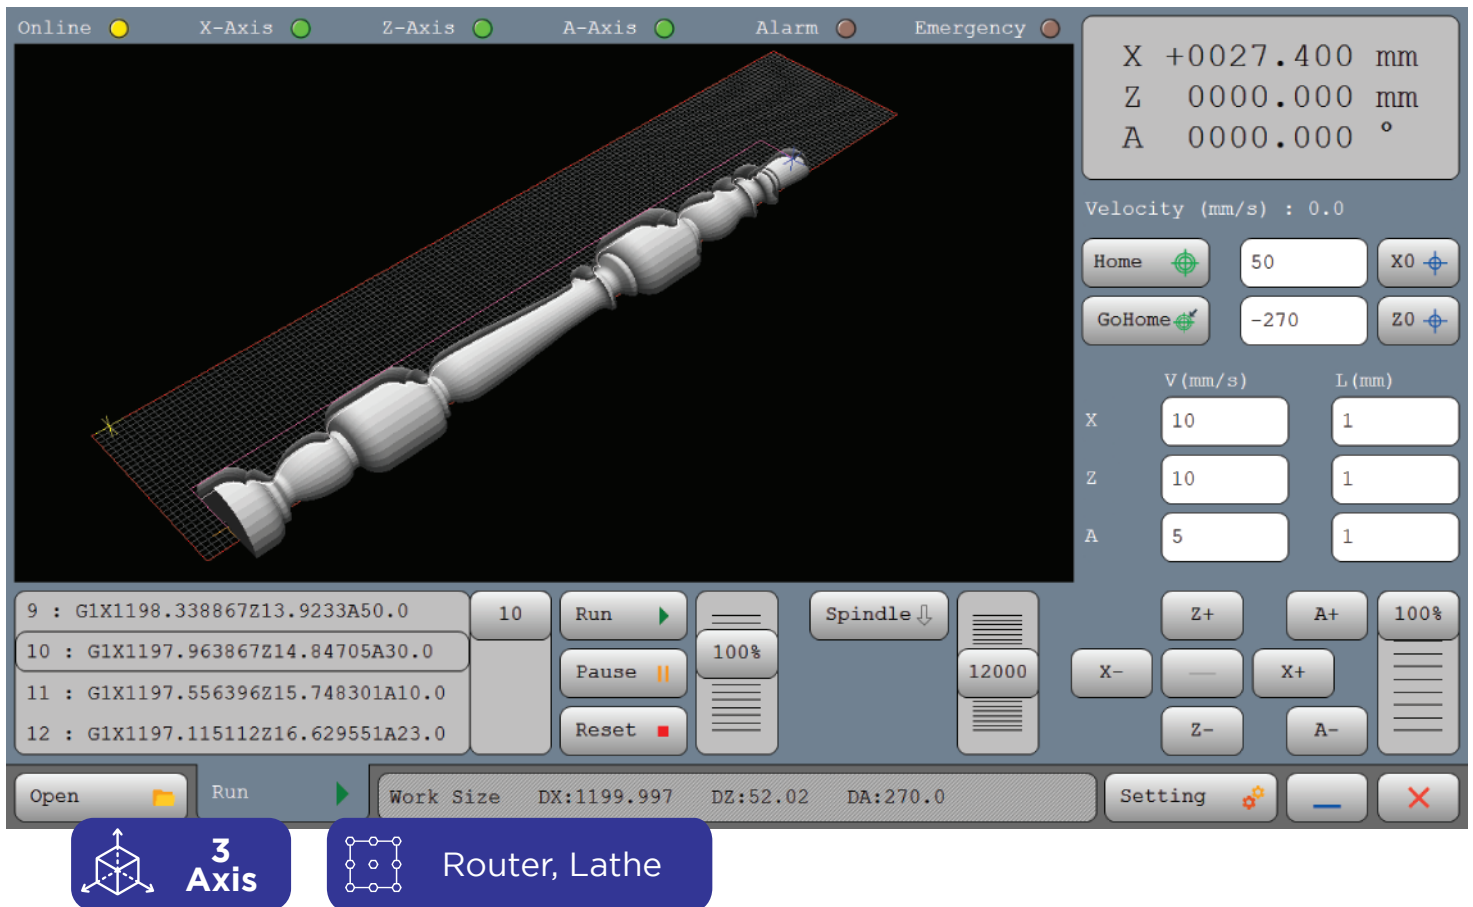 Online X-Axis Z-Axis A-Axis Alarm Emergency
X +0027.400 mm
Z 0000.000 mm
A 0000.000 °
Velocity (mm/s) : 0.0
Home 50 X0
GoHome -270 Z0
V(mm/s) L(mm)
X 10 1
Z 10 1
A 5 1
9 : G1X1198.338867Z13.9233A50.0
10 : G1X1197.963867Z14.84705A30.0
11 : G1X1197.556396Z15.748301A10.0
12 : G1X1197.115112Z16.629551A23.0
10
Run
Pause
Reset
100%
Spindle
12000
Z+ A+
X- X+
Z- A-
100%
Open Run Work Size DX:1199.997 DZ:52.02 DA:270.0 Setting
3
Axis
Router, Lathe